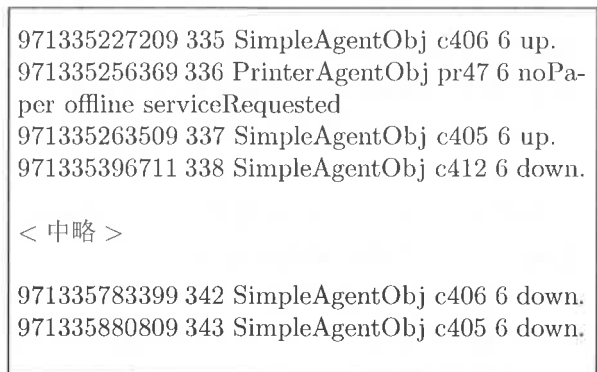 971335227209 335 SimpleAgentObj c406 6 up.
971335256369 336 PrinterAgentObj pr47 6 noPa-
per offline serviceRequested
971335263509 337 SimpleAgentObj c405 6 up.
971335396711 338 SimpleAgentObj c412 6 down.
< 中略 >
971335783399 342 SimpleAgentObj c406 6 down.
971335880809 343 SimpleAgentObj c405 6 down.